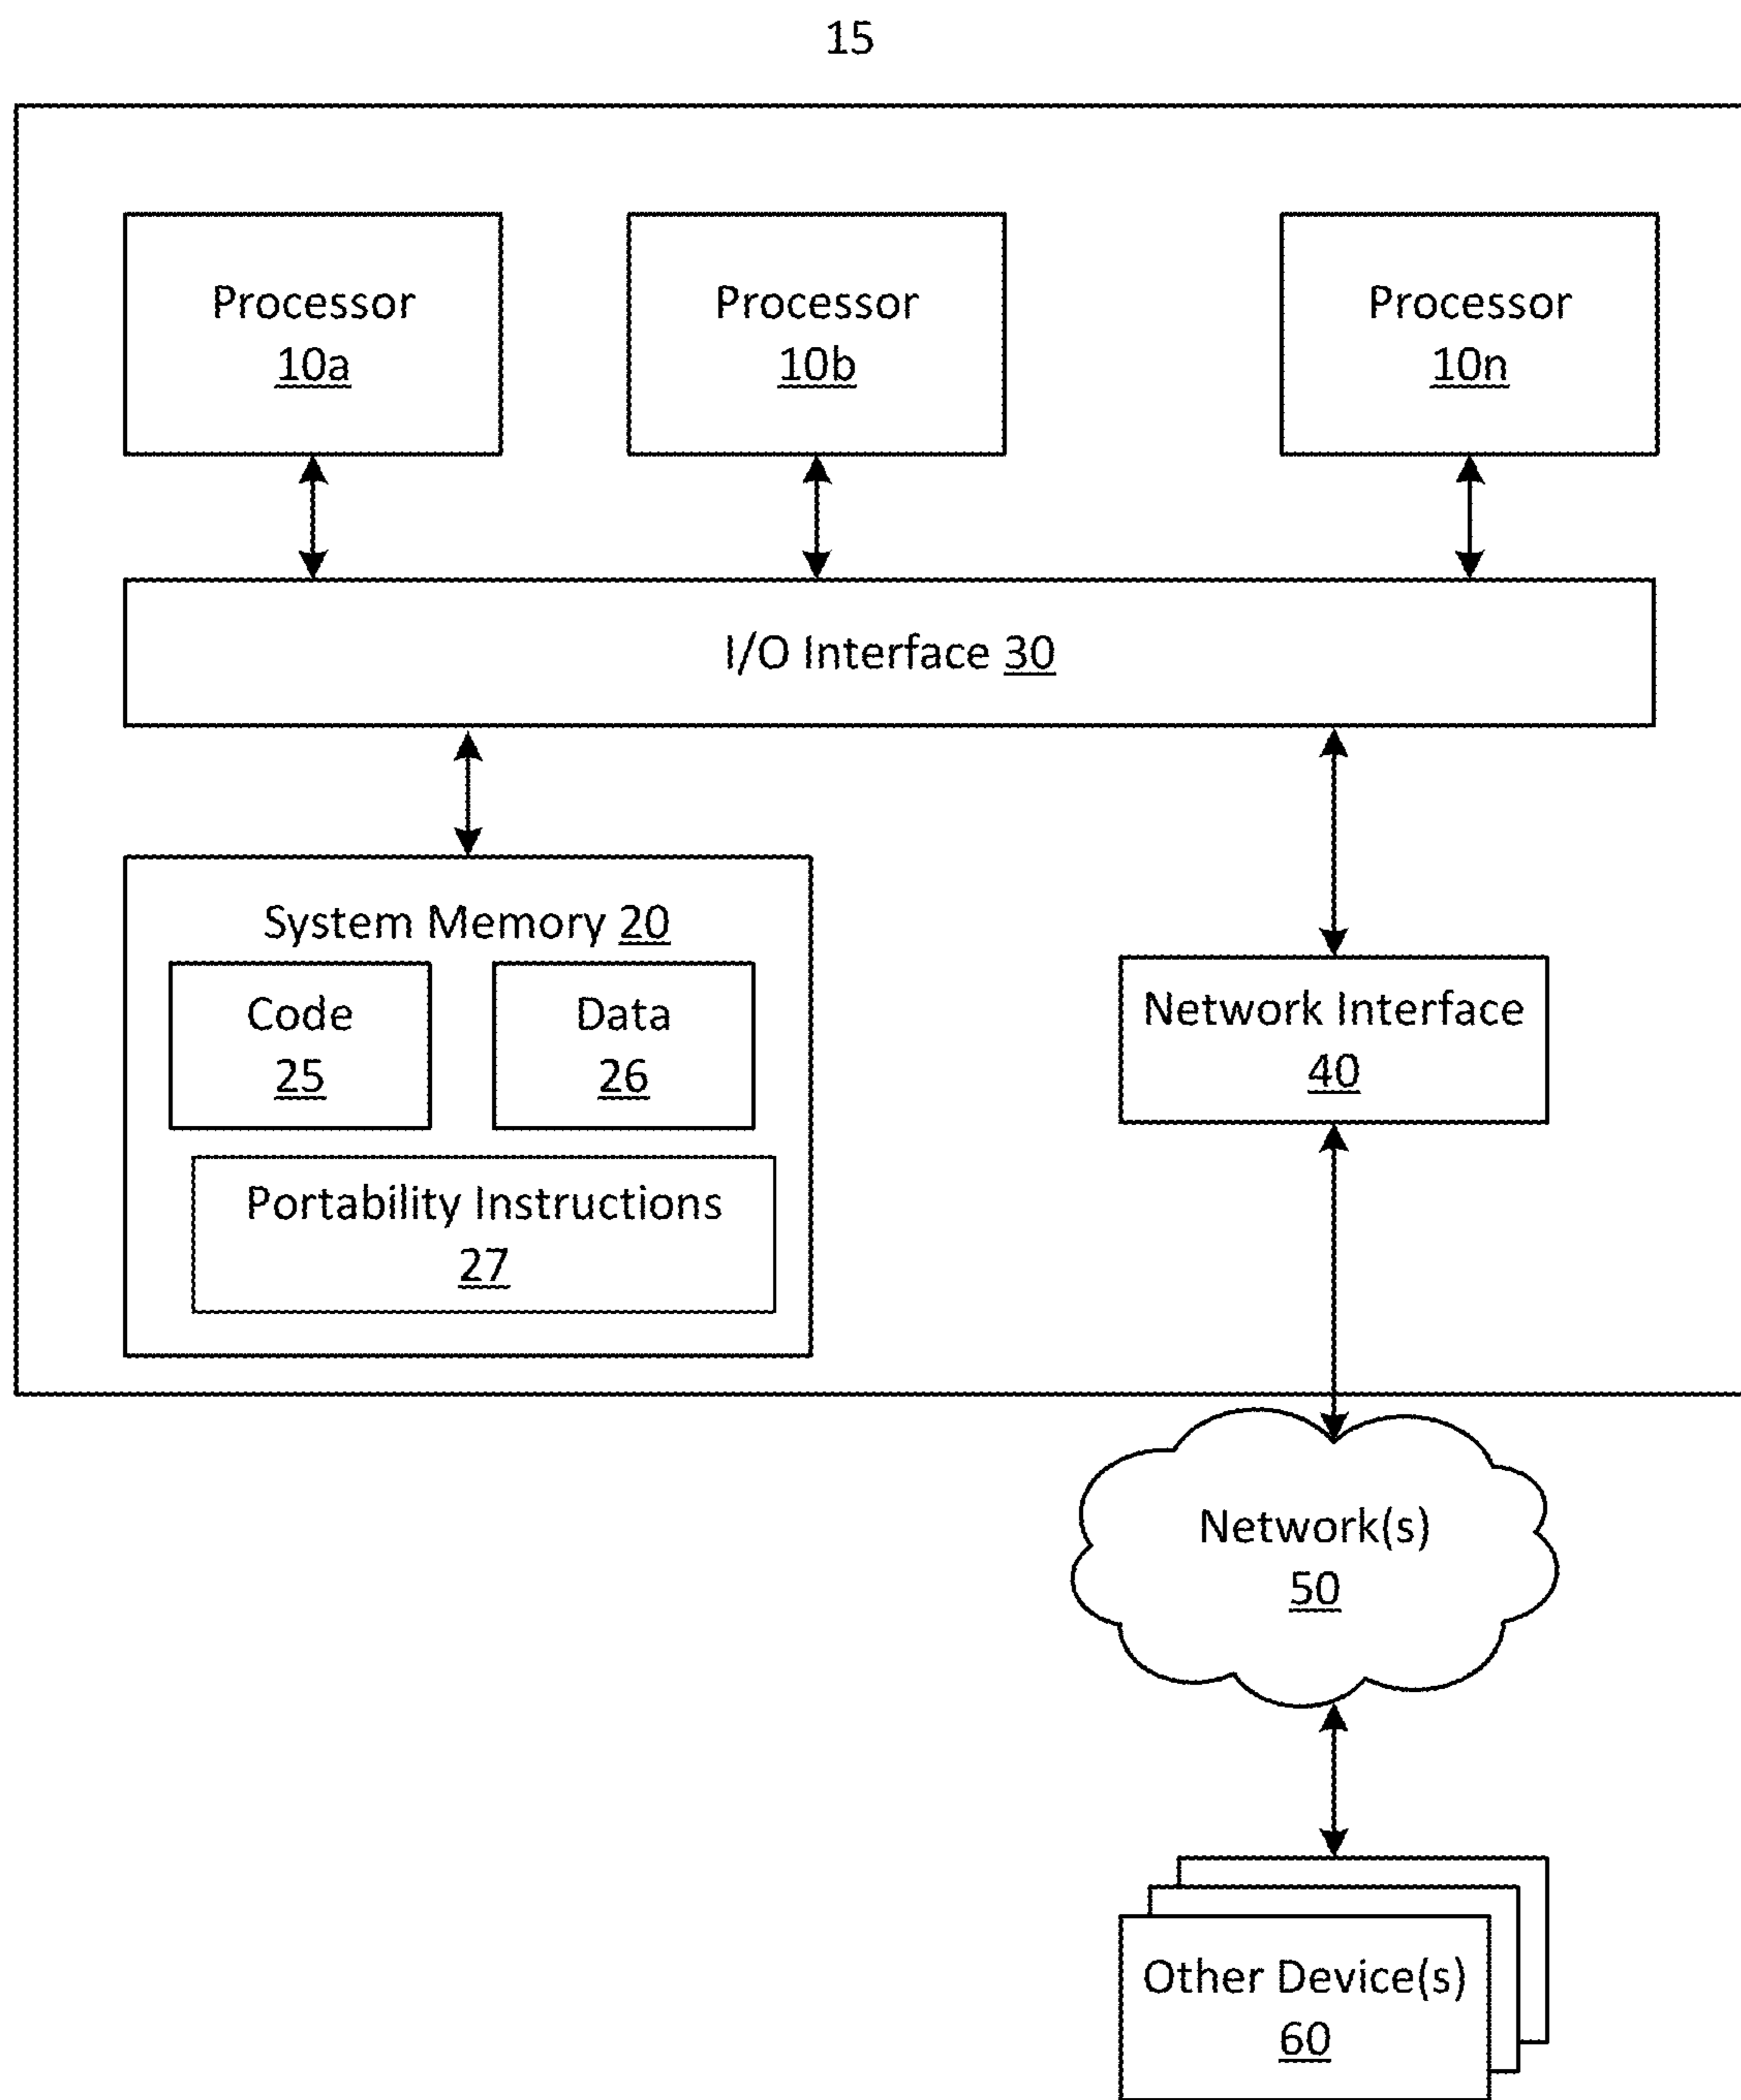 15
Processor
10a
Processor
10b
Processor
10n
I/O Interface 30
System Memory 20
Code
25
Data
26
Portability Instructions
27
Network Interface
40
Network(s)
50
Other Device(s)
60